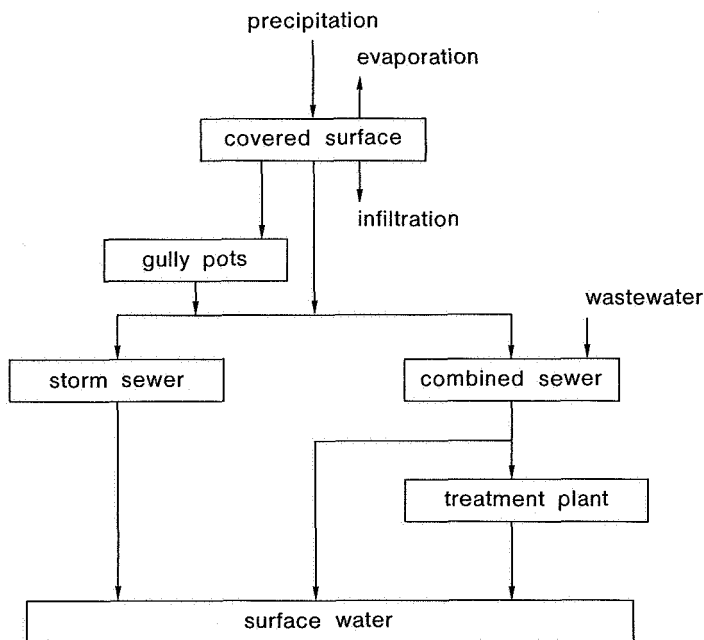 precipitation
evaporation
covered surface
infiltration
gully pots
wastewater
storm sewer
combined sewer
treatment plant
surface water